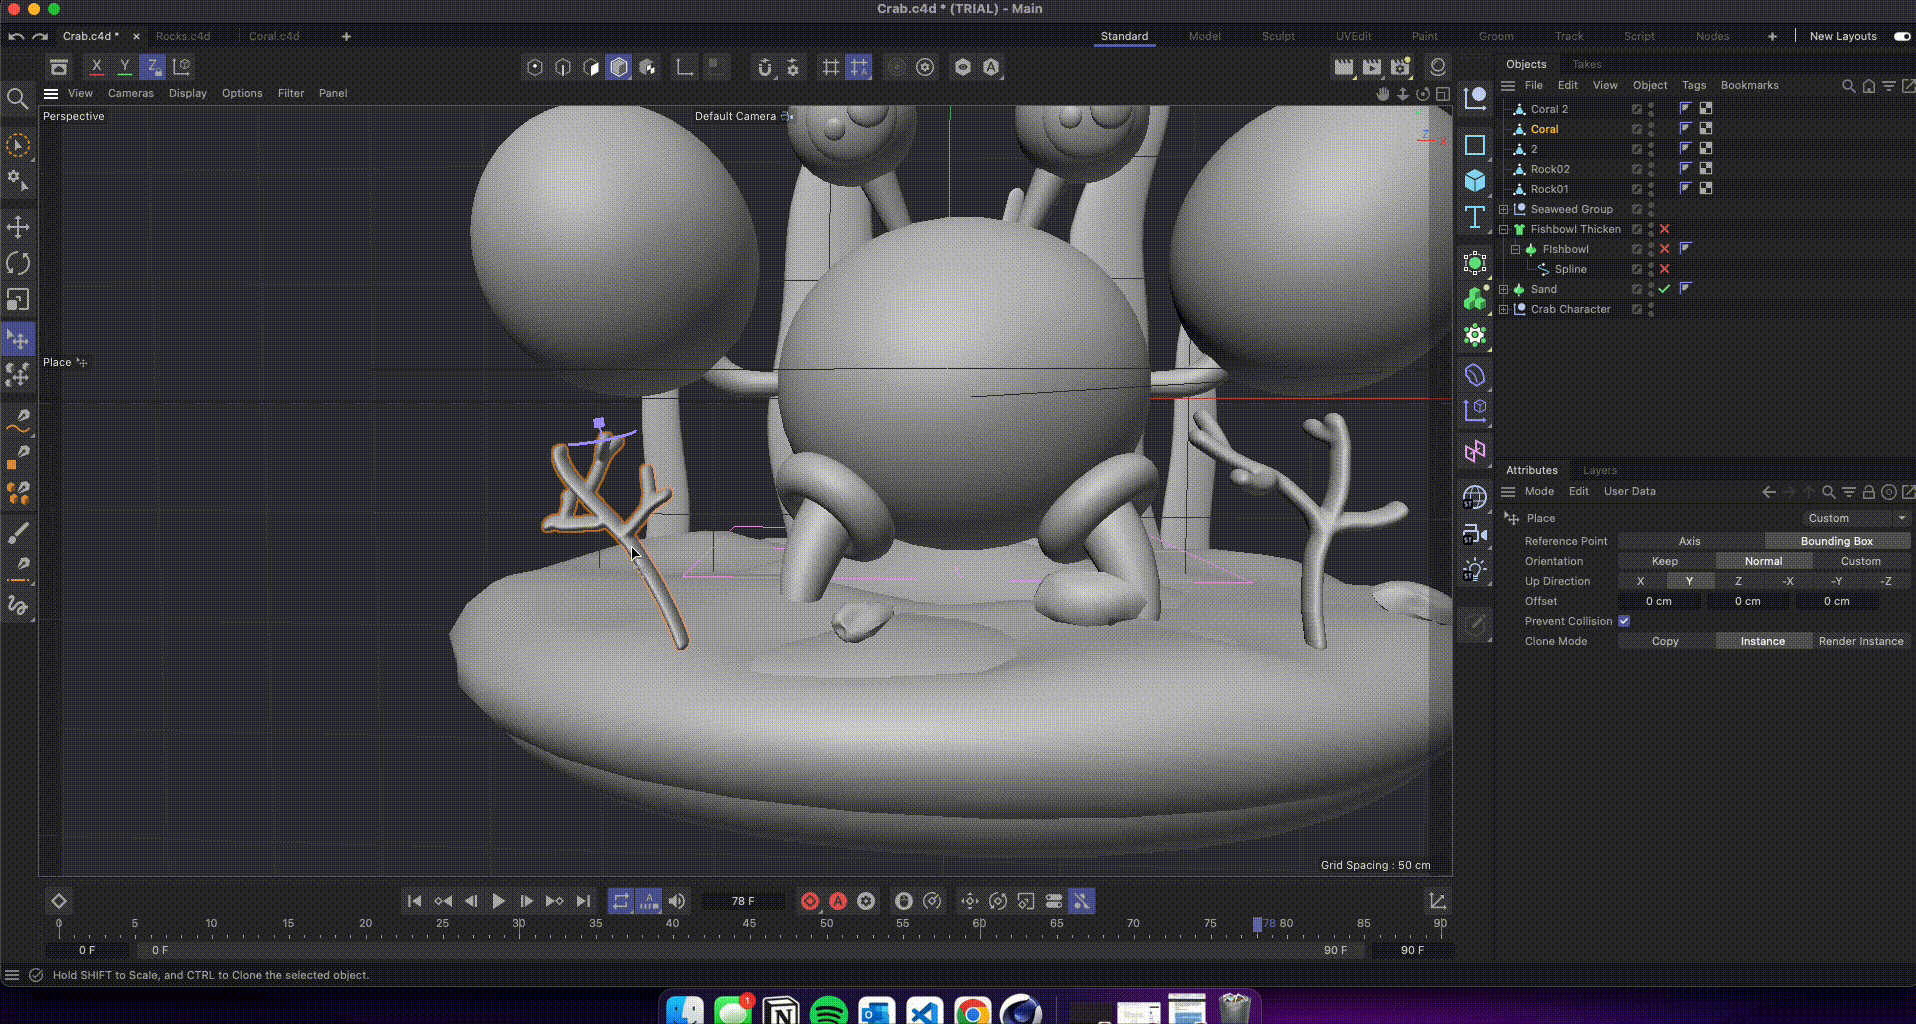 Crab.c4d * (TRIAL) - Main
Crab.c4d * × Rocks.c4d Coral.c4d +
Standard Model Sculpt UVEdit Paint Groom Track Script Nodes + New Layouts
X Y Z
View Cameras Display Options Filter Panel
Perspective
Default Camera
Z X
Place
Grid Spacing : 50 cm
Objects Takes
File Edit View Object Tags Bookmarks
Coral 2
Coral
2
Rock02
Rock01
Seaweed Group
Fishbowl Thicken
FIshbowl
Spline
Sand
Crab Character
Attributes Layers
Mode Edit User Data
Place Custom
Reference Point Axis Bounding Box
Orientation Keep Normal Custom
Up Direction X Y Z -X -Y -Z
Offset 0 cm 0 cm 0 cm
Prevent Collision
Clone Mode Copy Instance Render Instance
78 F
0 5 10 15 20 25 30 35 40 45 50 55 60 65 70 75 78 80 85 90
0 F 0 F 90 F 90 F
Hold SHIFT to Scale, and CTRL to Clone the selected object.
1